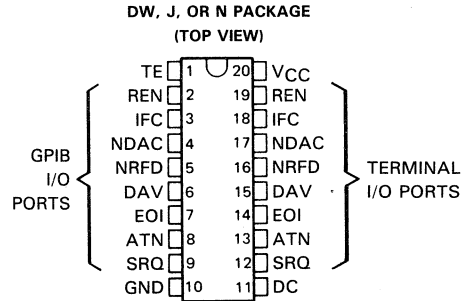 DW, J, OR N PACKAGE
(TOP VIEW)
TE 1 20 VCC
REN 2 19 REN
IFC 3 18 IFC
NDAC 4 17 NDAC
NRFD 5 16 NRFD
DAV 6 15 DAV
EOI 7 14 EOI
ATN 8 13 ATN
SRQ 9 12 SRQ
GND 10 11 DC
GPIB
I/O
PORTS
TERMINAL
I/O PORTS